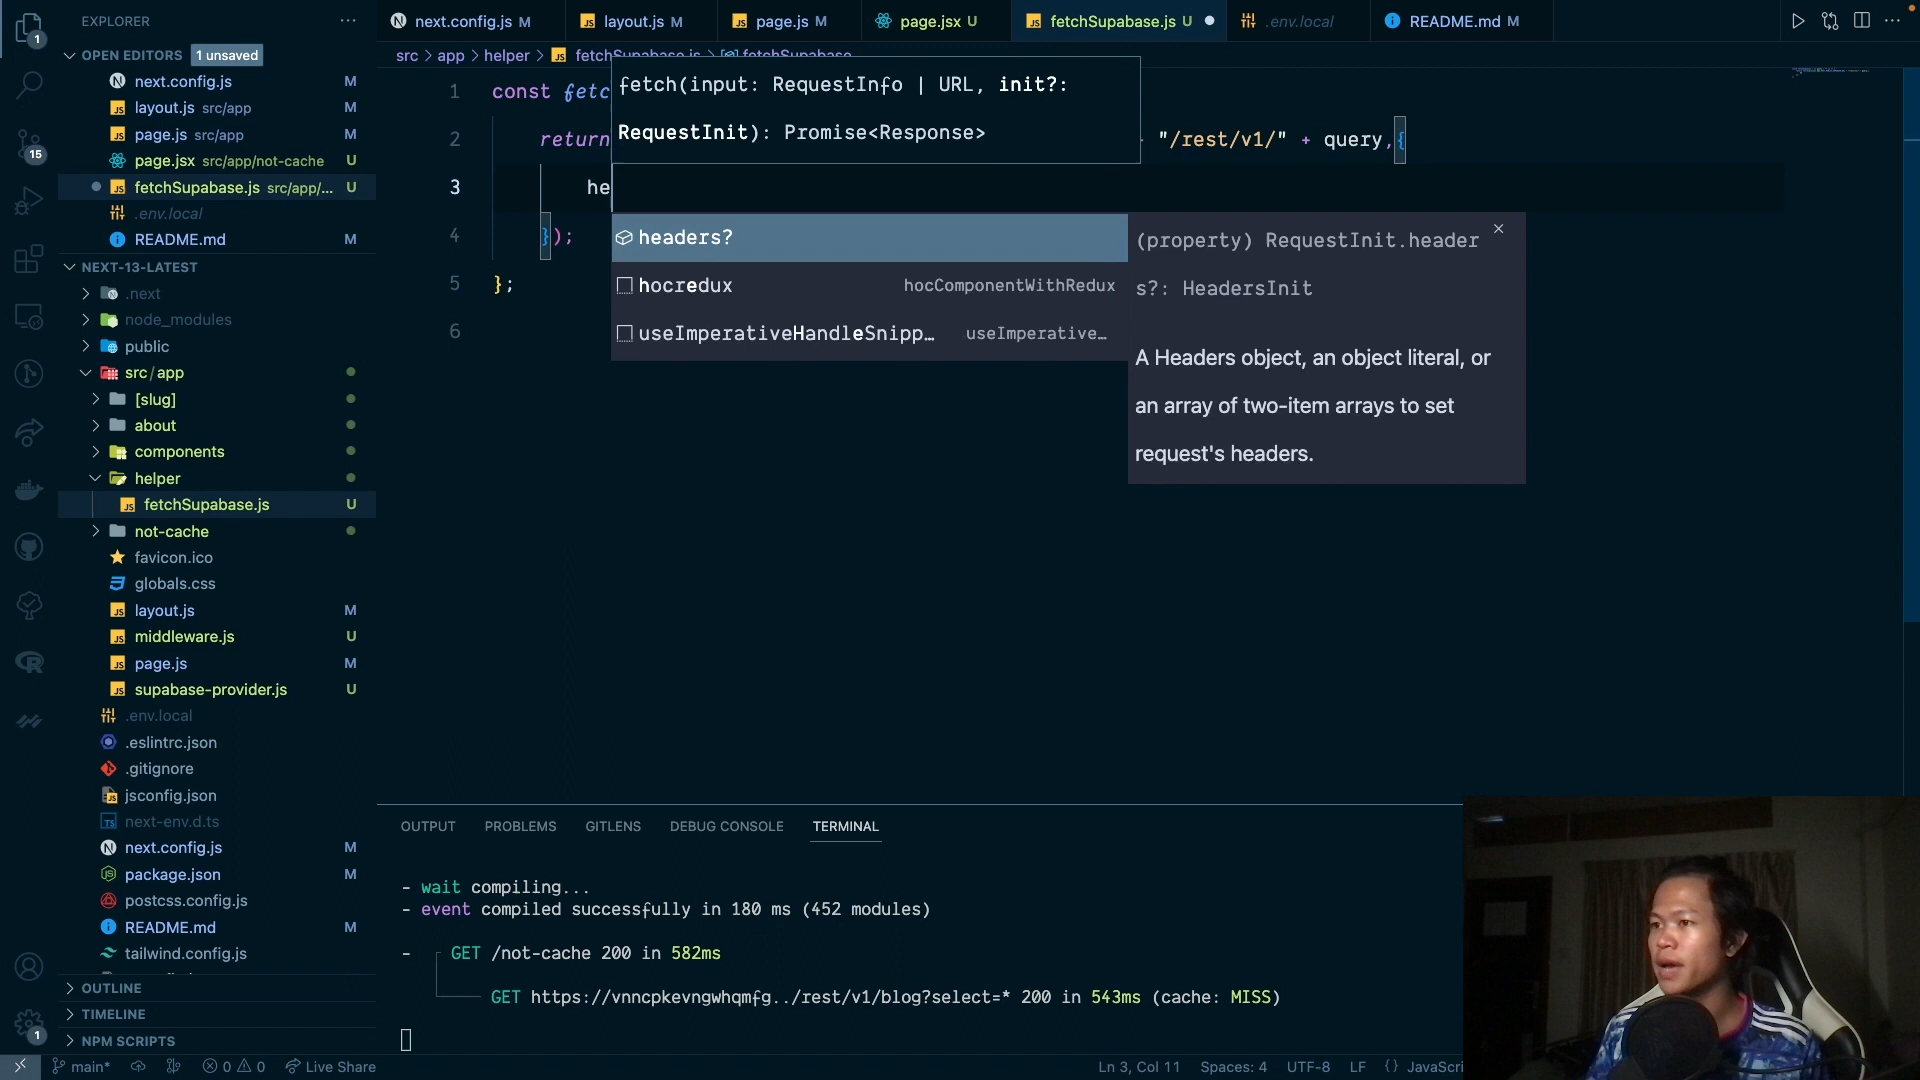 EXPLORER
OPEN EDITORS 1 unsaved
next.config.js M
layout.js src/app M
page.js src/app M
page.jsx src/app/not-cache U
fetchSupabase.js src/app/... U
.env.local
README.md M
NEXT-13-LATEST
.next
node_modules
public
src/app
[slug]
about
components
helper
fetchSupabase.js U
not-cache
favicon.ico
globals.css
layout.js M
middleware.js U
page.js M
supabase-provider.js U
.env.local
.eslintrc.json
.gitignore
jsconfig.json
next-env.d.ts
next.config.js M
package.json M
postcss.config.js
README.md M
tailwind.config.js
OUTLINE
TIMELINE
NPM SCRIPTS
1
15
1
next.config.js M
layout.js M
page.js M
page.jsx U
fetchSupabase.js U
.env.local
README.md M
src > app > helper > fetchSupabase.js > fetchSupabase
1 const fetc
2 return "/rest/v1/" + query,{
3 he
4 });
5 };
6
fetch(input: RequestInfo | URL, init?:
RequestInit): Promise<Response>
headers?
hocredux hocComponentWithRedux
useImperativeHandleSnipp… useImperative…
(property) RequestInit.header
s?: HeadersInit
A Headers object, an object literal, or
an array of two-item arrays to set
request's headers.
OUTPUT PROBLEMS GITLENS DEBUG CONSOLE TERMINAL
- wait compiling...
- event compiled successfully in 180 ms (452 modules)
- GET /not-cache 200 in 582ms
GET https://vnncpkevngwhqmfg../rest/v1/blog?select=* 200 in 543ms (cache: MISS)
main* 0 0 Live Share
Ln 3, Col 11 Spaces: 4 UTF-8 LF {} JavaScri